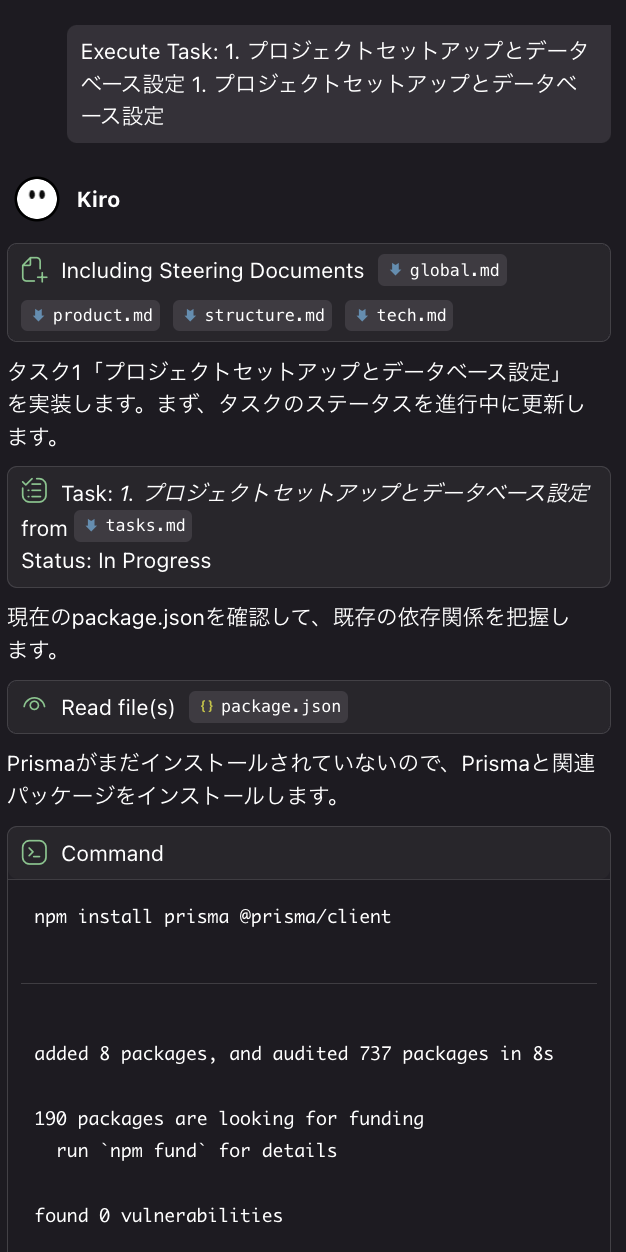 Execute Task: 1. プロジェクトセットアップとデータ
ベース設定 1. プロジェクトセットアップとデータベ
ース設定
Kiro
Including Steering Documents global.md
product.md structure.md tech.md
タスク1「プロジェクトセットアップとデータベース設定」
を実装します。まず、タスクのステータスを進行中に更新し
ます。
Task: 1. プロジェクトセットアップとデータベース設定
from tasks.md
Status: In Progress
現在のpackage.jsonを確認して、既存の依存関係を把握し
ます。
Read file(s) {} package.json
Prismaがまだインストールされていないので、Prismaと関連
パッケージをインストールします。
Command
npm install prisma @prisma/client
added 8 packages, and audited 737 packages in 8s
190 packages are looking for funding
  run `npm fund` for details
found 0 vulnerabilities